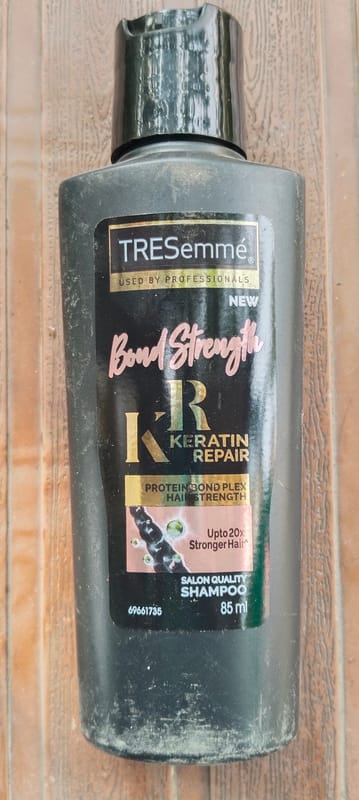 TRESemmé®
USED BY PROFESSIONALS
NEW
Bond Strength
KR
KERATIN
REPAIR
PROTEIN BOND PLEX
HAIR STRENGTH
Upto 20x
Stronger Hair^
SALON QUALITY
SHAMPOO
69661735 85 ml